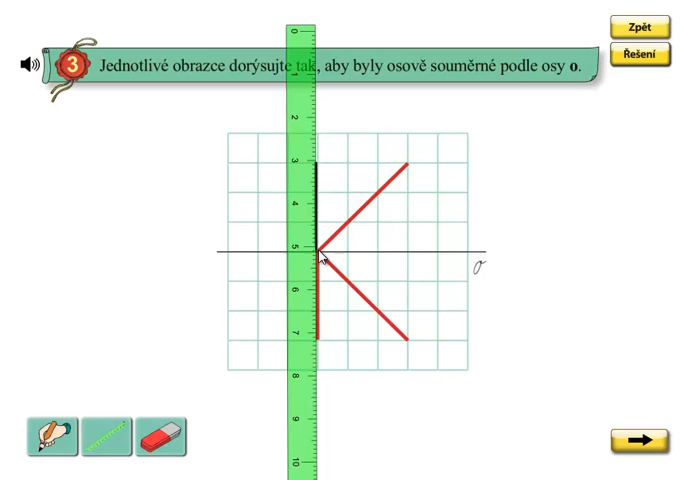 Zpět
Řešení
3 Jednotlivé obrazce dorýsujte tak, aby byly osově souměrné podle osy o.
0
1
2
3
4
5
6
7
8
9
10
o